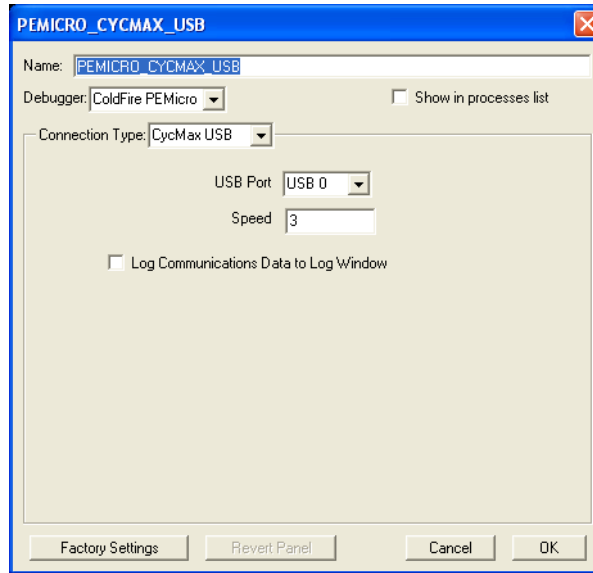 PEMICRO_CYCMAX_USB
Name: PEMICRO_CYCMAX_USB
Debugger: ColdFire PEMicro Show in processes list
Connection Type: CycMax USB
USB Port USB 0
Speed 3
Log Communications Data to Log Window
Factory Settings Revert Panel Cancel OK